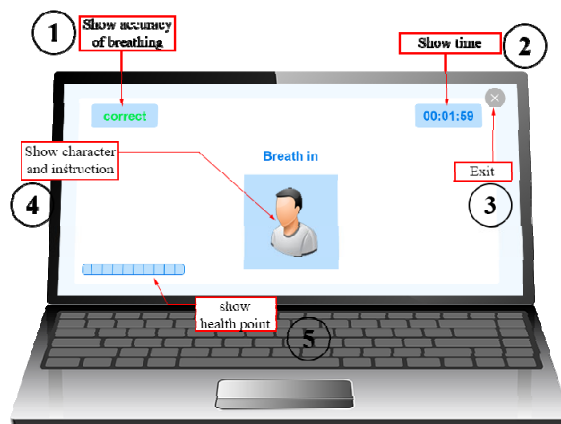 1
Show accuracy
of breathing
Show time
2
correct
00:01:59
Show character
and instruction
Breath in
Exit
4
3
show
health point
5